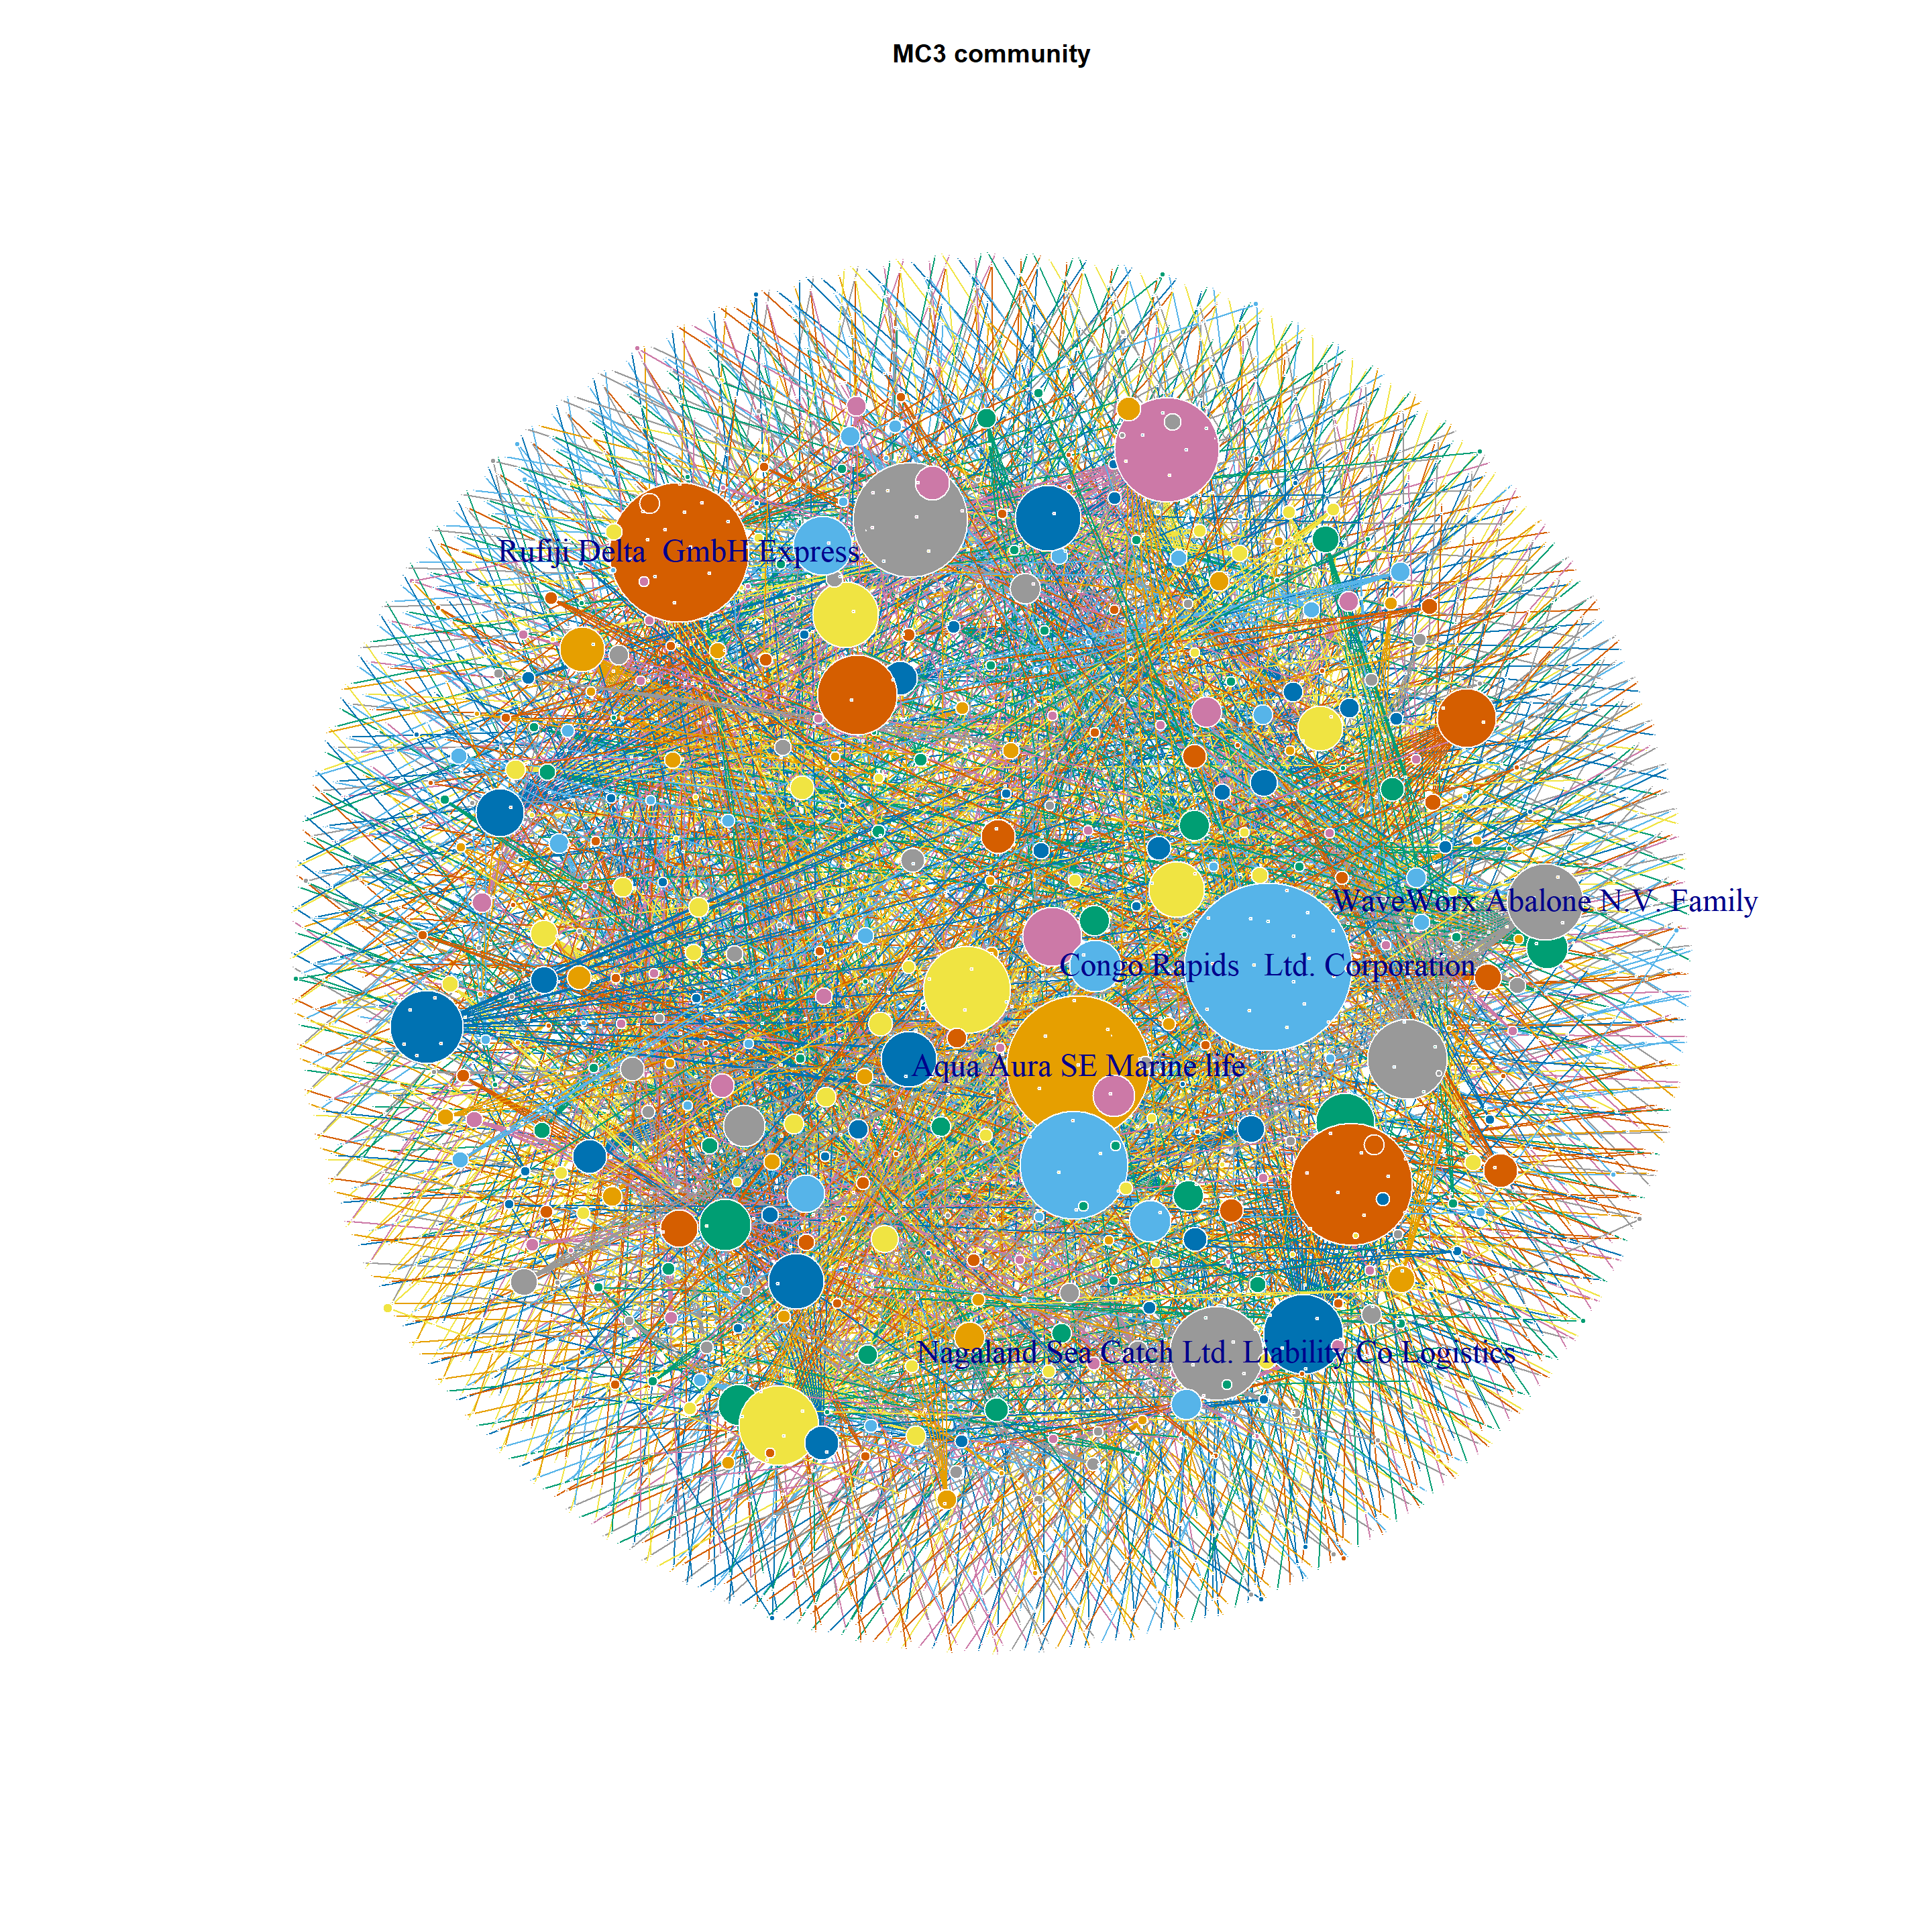 MC3 community
Rufiji Delta  GmbH Express
WaveWorx Abalone N.V. Family
Congo Rapids   Ltd. Corporation
Aqua Aura SE Marine life
Nagaland Sea Catch Ltd. Liability Co Logistics